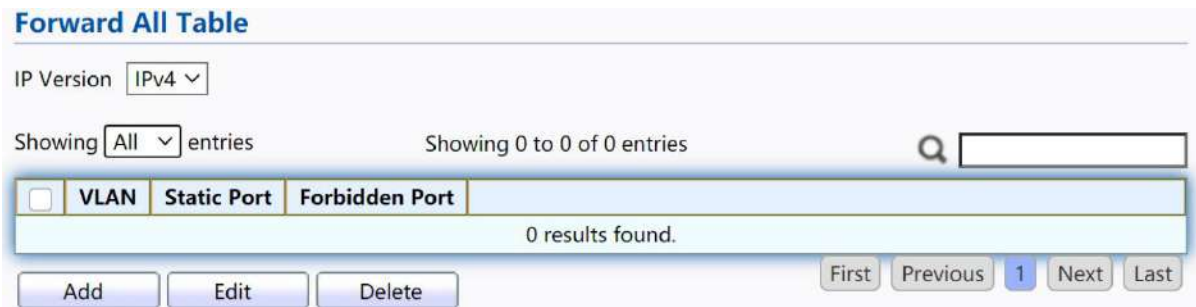 Forward All Table
IP Version IPv4
Showing All entries Showing 0 to 0 of 0 entries
VLAN Static Port Forbidden Port
0 results found.
Add Edit Delete First Previous 1 Next Last